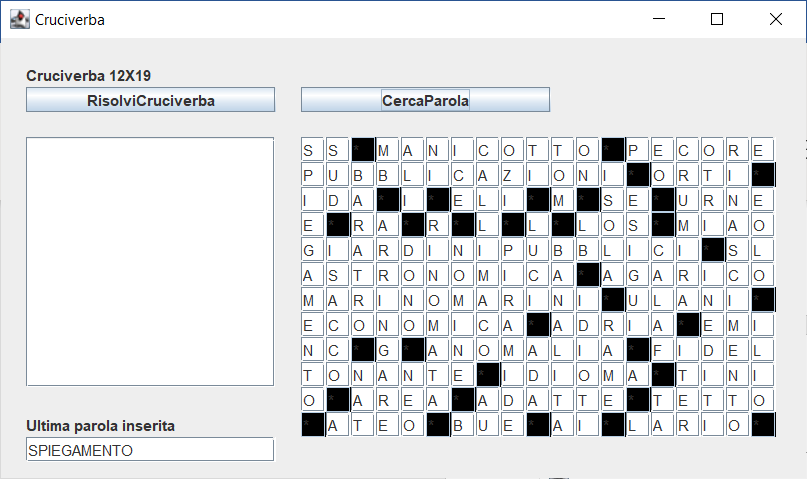 Cruciverba
Cruciverba 12X19
RisolviCruciverba
CercaParola
S S * M A N I C O T T O * P E C O R E
P U B B L I C A Z I O N I * O R T I *
I D A * I * E L I * M * S E * U R N E
E * R A * R * L * L * L O S * M I A O
G I A R D I N I P U B B L I C I * S L
A S T R O N O M I C A * A G A R I C O
M A R I N O M A R I N I * U L A N I *
E C O N O M I C A * A D R I A * E M I
N C * G * A N O M A L I A * F I D E L
T O N A N T E * I D I O M A * T I N I
O * A R E A * A D A T T E * T E T T O
* A T E O * B U E * A I * L A R I O *
Ultima parola inserita
SPIEGAMENTO